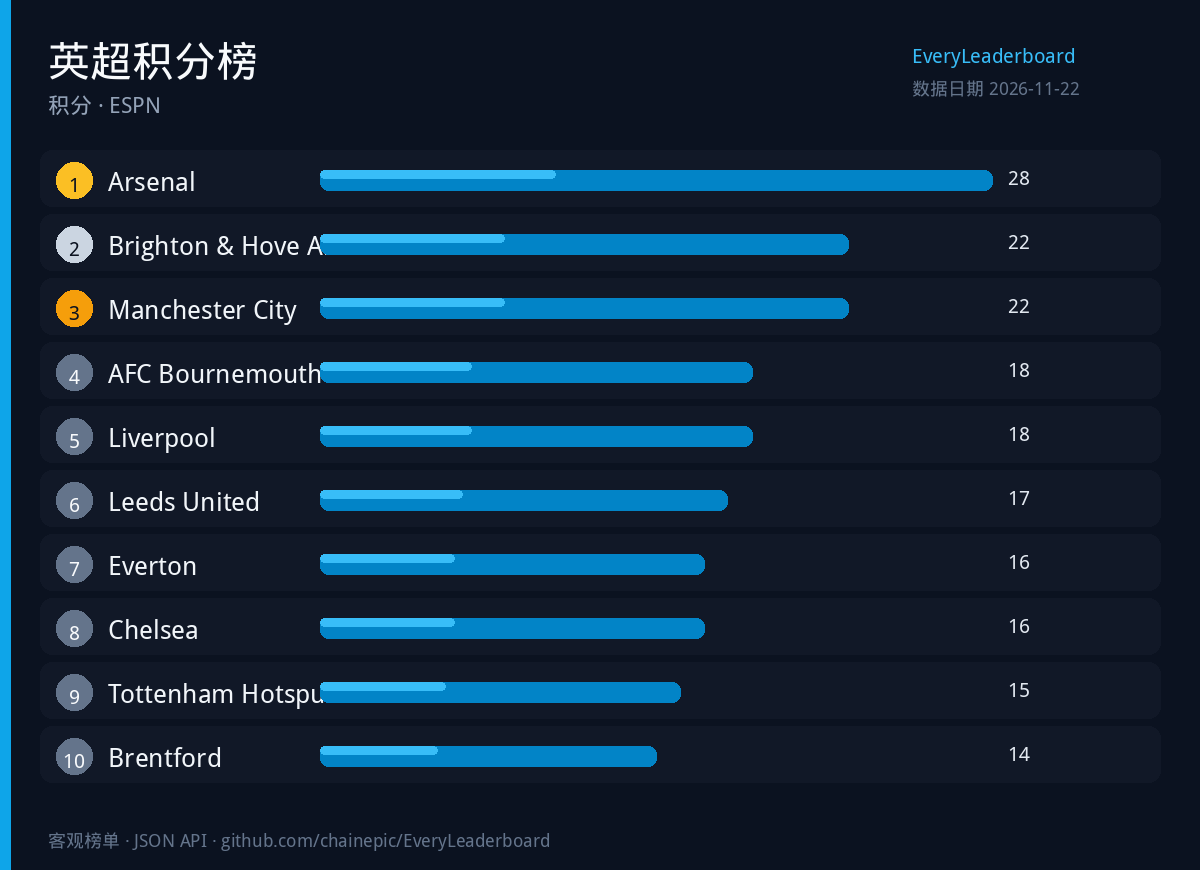 英超积分榜
积分 · ESPN
EveryLeaderboard
数据日期 2026-11-22
1 Arsenal 28
2 Brighton & Hove A 22
3 Manchester City 22
4 AFC Bournemouth 18
5 Liverpool 18
6 Leeds United 17
7 Everton 16
8 Chelsea 16
9 Tottenham Hotspu 15
10 Brentford 14
客观榜单 · JSON API · github.com/chainepic/EveryLeaderboard